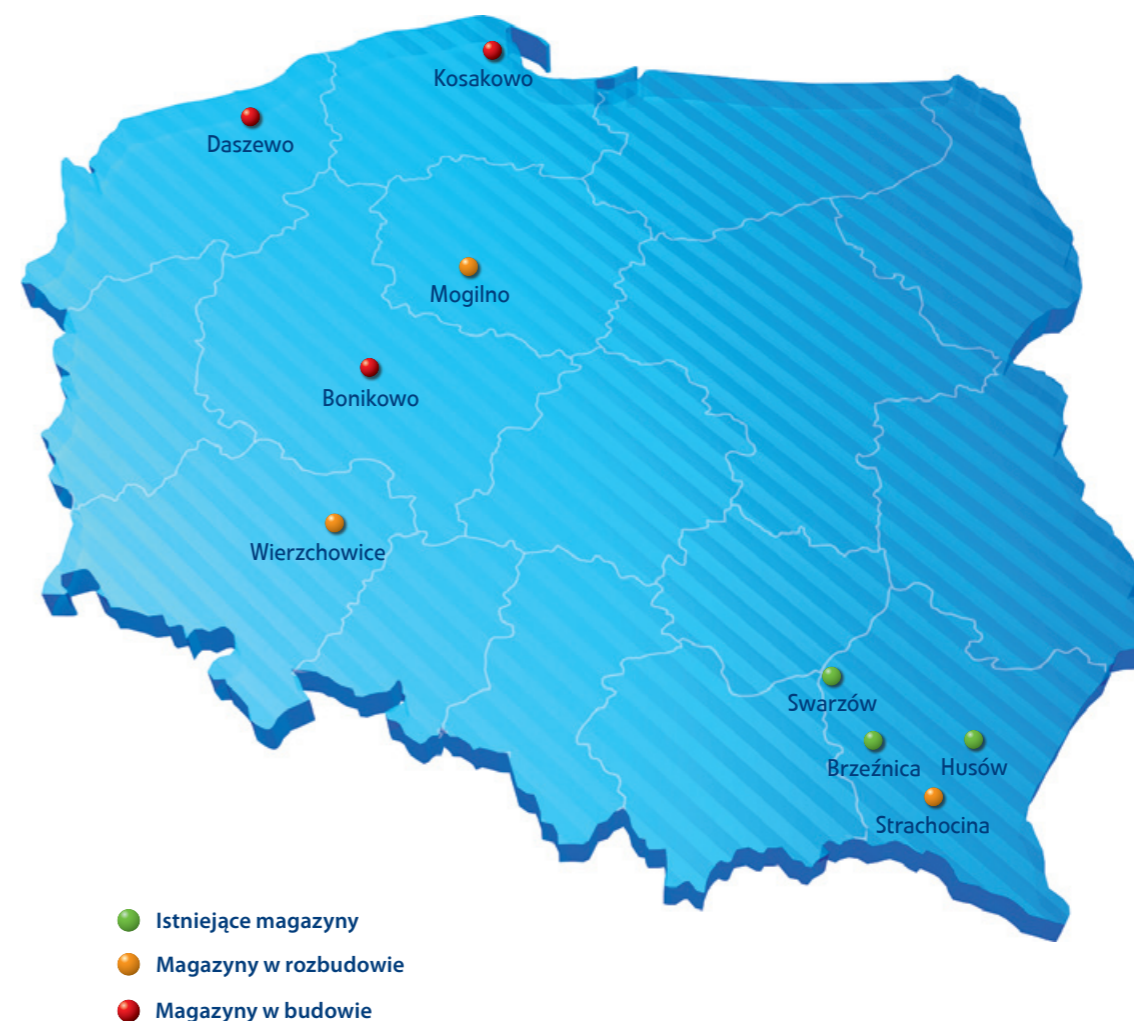 Kosakowo
Daszewo
Mogilno
Bonikowo
Wierzchowice
Swarzów
Brzeźnica
Husów
Strachocina
Istniejące magazyny
Magazyny w rozbudowie
Magazyny w budowie